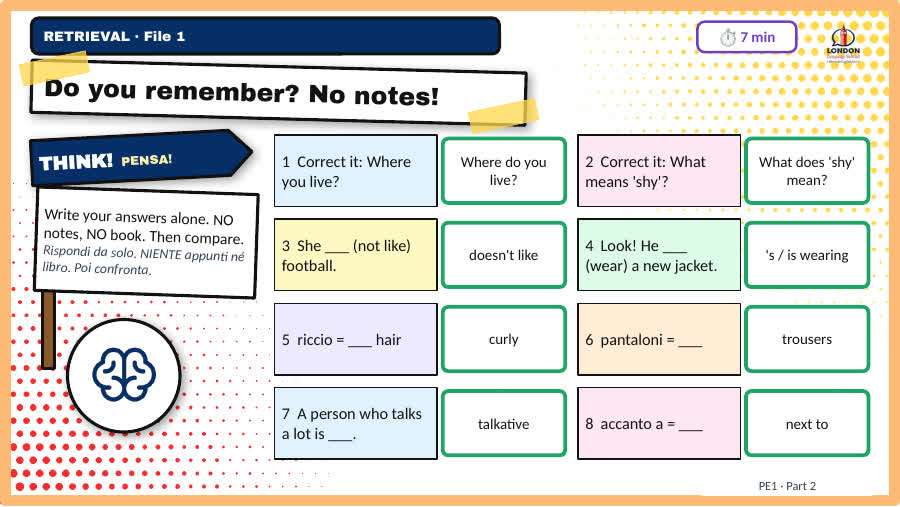 RETRIEVAL · File 1
⏱ 7 min
LONDON
Do you remember? No notes!
THINK! PENSA!
Write your answers alone. NO
notes, NO book. Then compare.
Rispondi da solo. NIENTE appunti né
libro. Poi confronta.
1 Correct it: Where
you live?
Where do you
live?
2 Correct it: What
means 'shy'?
What does 'shy'
mean?
3 She ___ (not like)
football.
doesn't like
4 Look! He ___
(wear) a new jacket.
's / is wearing
5 riccio = ___ hair
curly
6 pantaloni = ___
trousers
7 A person who talks
a lot is ___.
talkative
8 accanto a = ___
next to
PE1 · Part 2